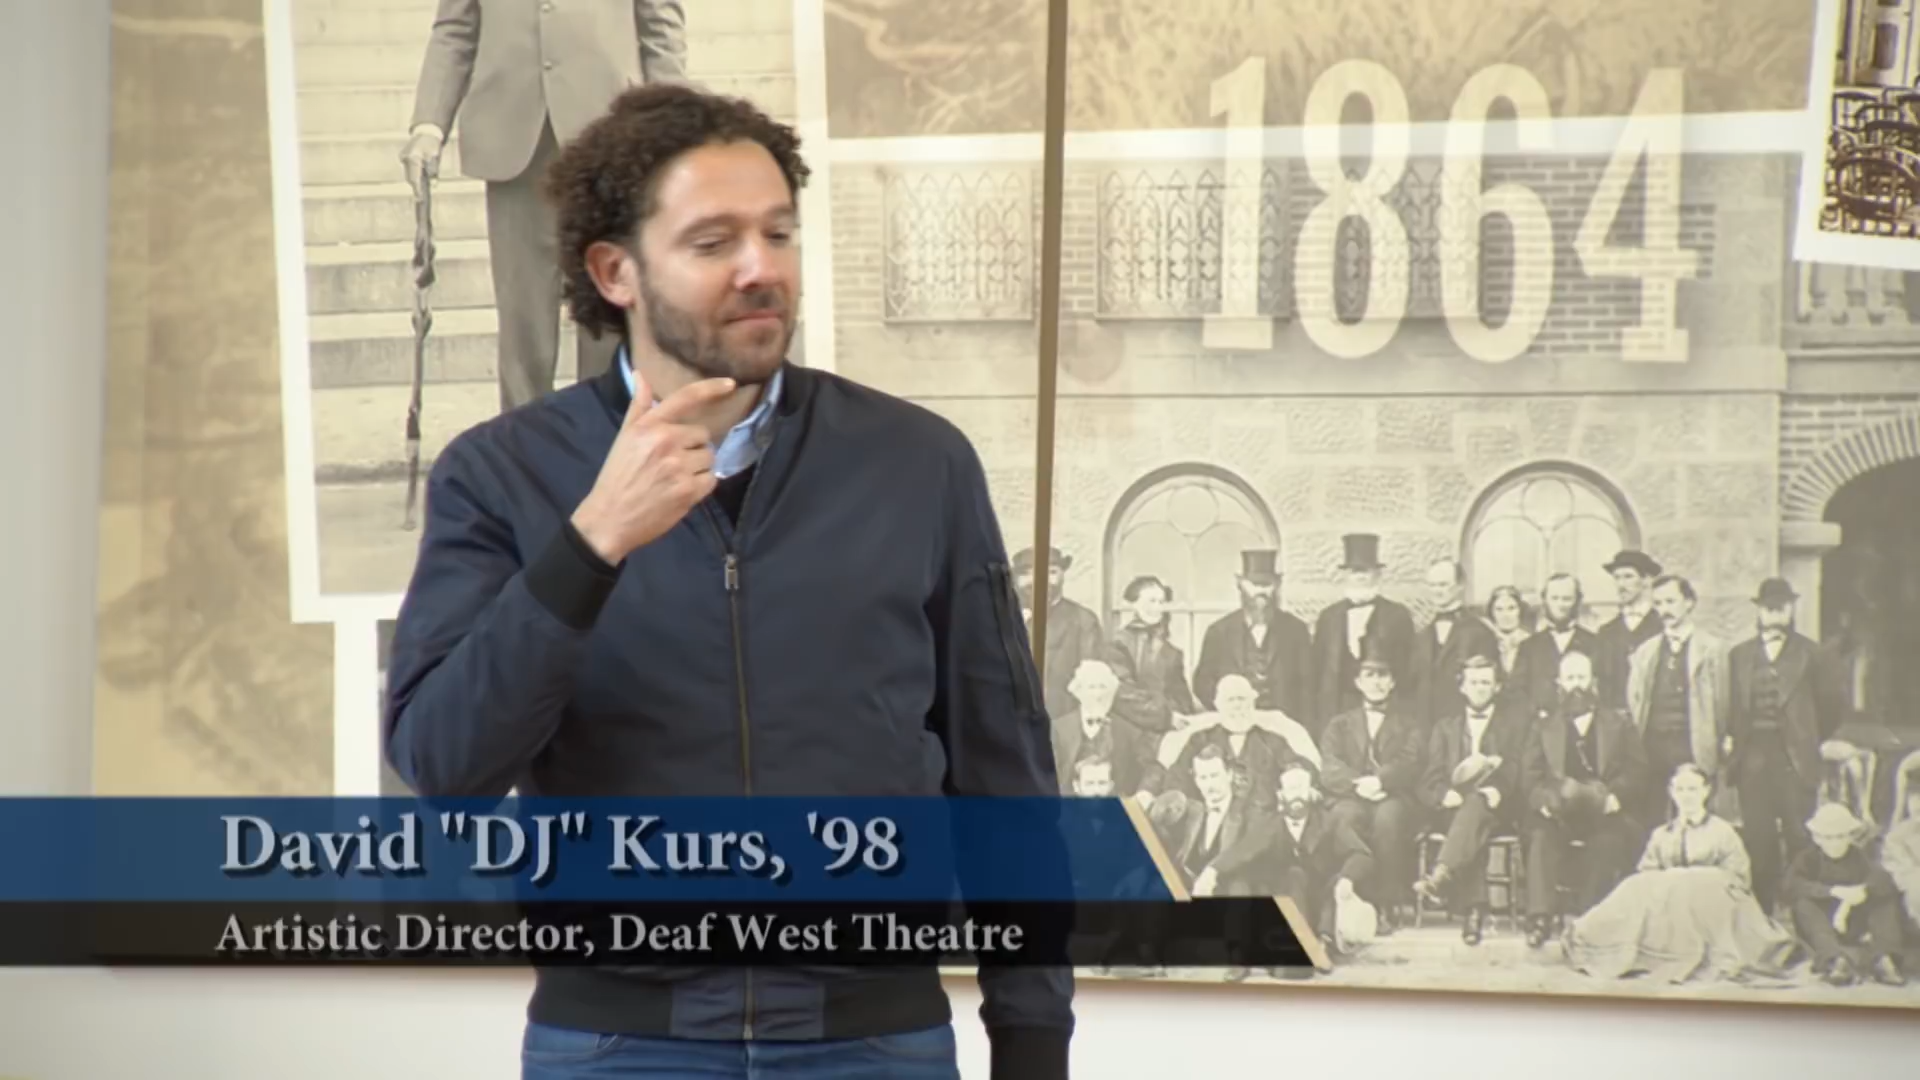 1864
David "DJ" Kurs, '98
Artistic Director, Deaf West Theatre